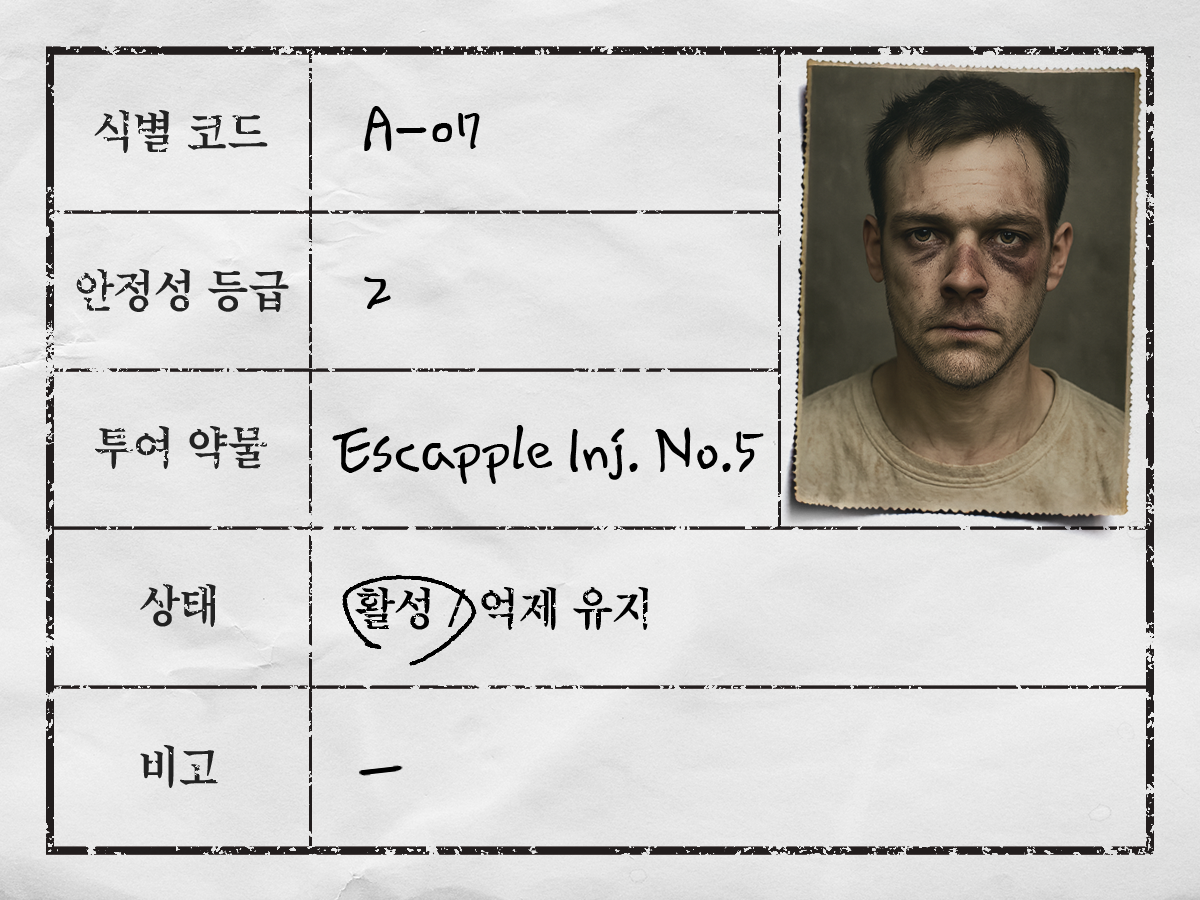 식별 코드 A-07
안정성 등급 2
투여 약물 Escapple Inj. No.5
상태 활성 / 억제 유지
비고 —